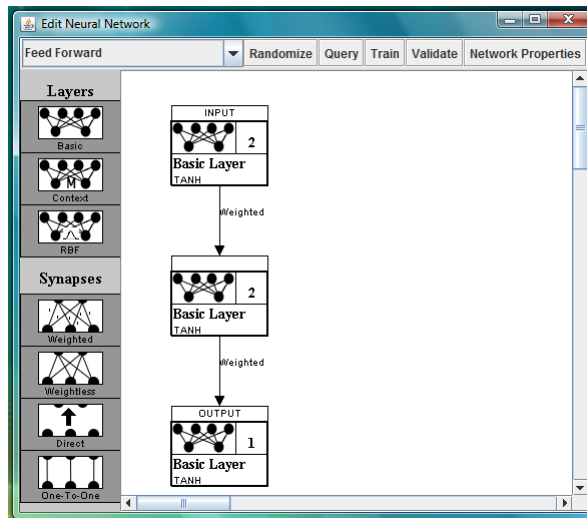 Edit Neural Network
Feed Forward
Randomize Query Train Validate Network Properties
Layers
Basic
M
Context
RBF
Synapses
Weighted
Weightless
Direct
One-To-One
INPUT
2
Basic Layer
TANH
Weighted
2
Basic Layer
TANH
Weighted
OUTPUT
1
Basic Layer
TANH